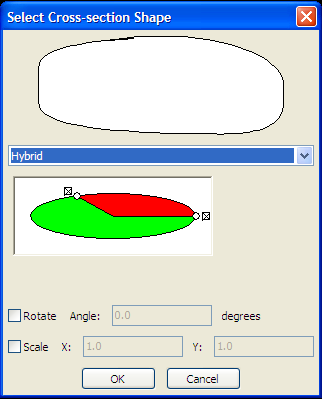 Select Cross-section Shape
Hybrid
Rotate Angle: 0.0 degrees
Scale X: 1.0 Y: 1.0
OK Cancel